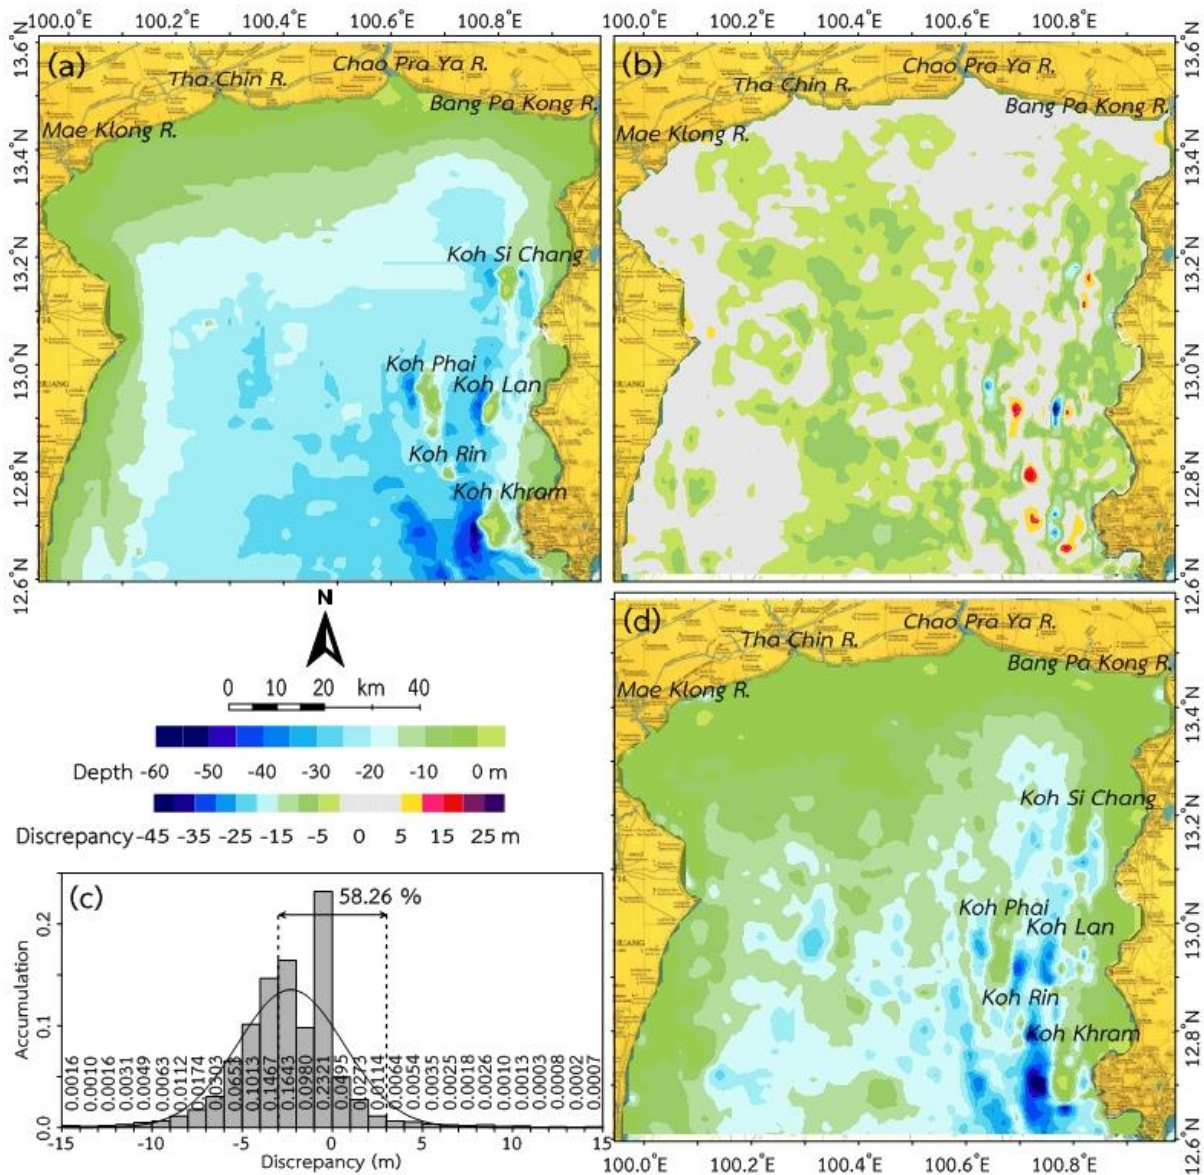 100.0°E 100.2°E 100.4°E 100.6°E 100.8°E
100.0°E 100.2°E 100.4°E 100.6°E 100.8°E
13.6°N
13.4°N
13.2°N
13.0°N
12.8°N
12.6°N
(a)
Chao Pra Ya R.
Tha Chin R.
Bang Pa Kong R.
Mae Klong R.
Koh Si Chang
Koh Phai
Koh Lan
Koh Rin
Koh Khram
HUANG
(b)
Chao Pra Ya R.
Tha Chin R.
Bang Pa Kong R.
Mae Klong R.
HUANG
13.6°N
13.4°N
13.2°N
13.0°N
12.8°N
12.6°N
N
0 10 20 km 40
Depth -60 -50 -40 -30 -20 -10 0 m
Discrepancy -45 -35 -25 -15 -5 0 5 15 25 m
(c)
58.26 %
Accumulation
0.2
0.1
0.0
0.0016
0.0010
0.0016
0.0031
0.0049
0.0063
0.0112
0.0174
0.0303
0.0653
0.1013
0.1467
0.1643
0.0980
0.2321
0.0495
0.0273
0.0114
0.0064
0.0054
0.0035
0.0025
0.0018
0.0026
0.0010
0.0013
0.0003
0.0008
0.0002
0.0007
-15 -10 -5 0 5 10 15
Discrepancy (m)
(d)
Chao Pra Ya R.
Tha Chin R.
Bang Pa Kong R.
Mae Klong R.
Koh Si Chang
Koh Phai
Koh Lan
Koh Rin
Koh Khram
HUANG
13.4°N
13.2°N
13.0°N
12.8°N
12.6°N
100.0°E 100.2°E 100.4°E 100.6°E 100.8°E